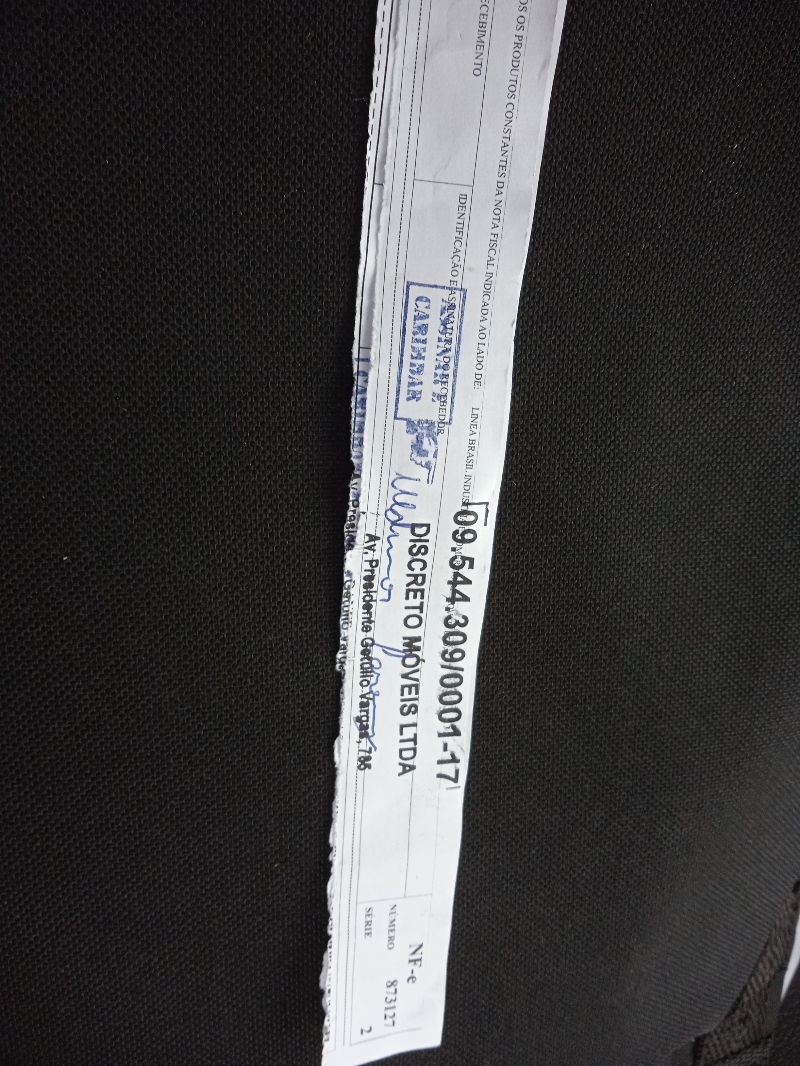 OS OS PRODUTOS CONSTANTES DA NOTA FISCAL INDICADA AO LADO DE: LINEA BRASIL
ECEBIMENTO
IDENTIFICAÇÃO E ASSINATURA DO RECEBEDOR
CARIMBAR
09.544.309/0001-17
DISCRETO MÓVEIS LTDA
Av. Presidente Getúlio Vargas, 785
NF-e
NÚMERO 873127
SÉRIE 2